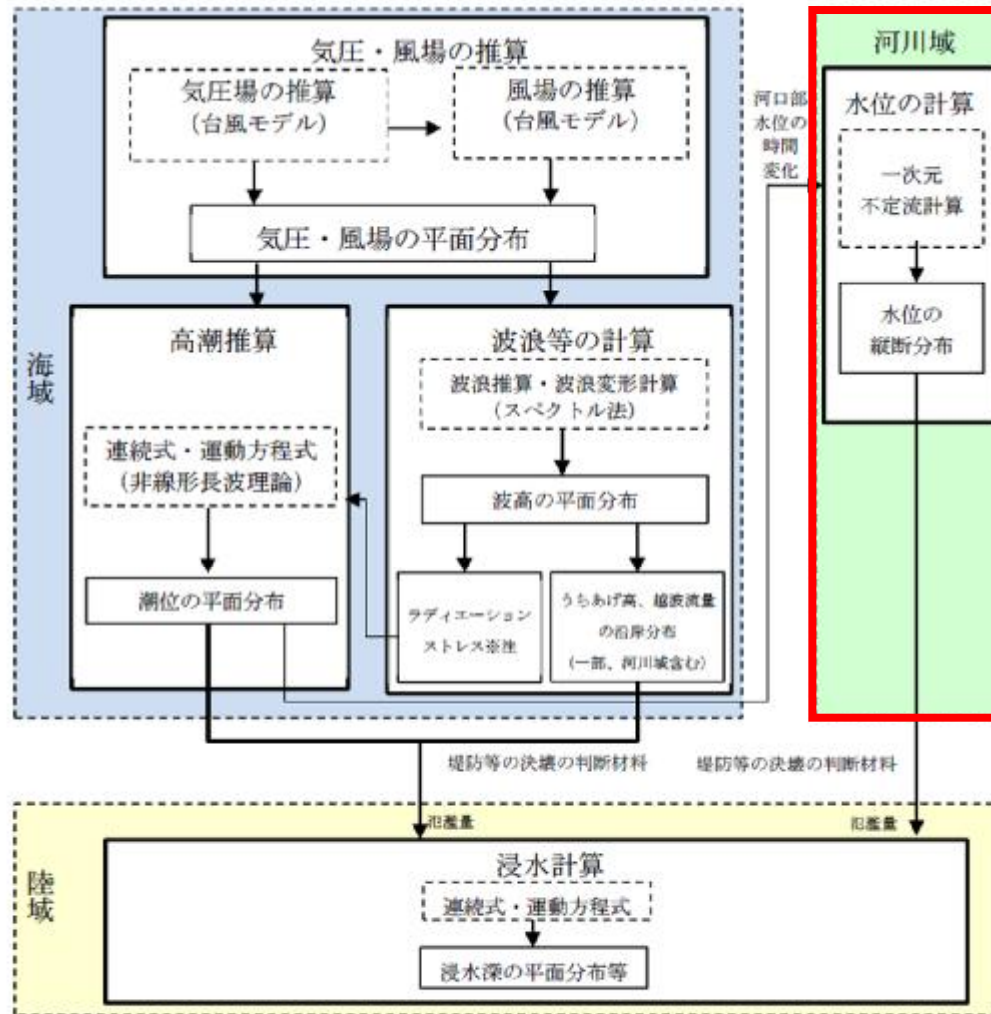 気圧・風場の推算
気圧場の推算
(台風モデル)
風場の推算
(台風モデル)
気圧・風場の平面分布
海域
高潮推算
連続式・運動方程式
(非線形長波理論)
潮位の平面分布
波浪等の計算
波浪推算・波浪変形計算
(スペクトル法)
波高の平面分布
ラディエーション
ストレス※注
うちあげ高、越波流量
の沿岸分布
(一部、河川域含む)
河口部
水位の
時間
変化
河川域
水位の計算
一次元
不定流計算
水位の
縦断分布
堤防等の決壊の判断材料
堤防等の決壊の判断材料
氾濫量
氾濫量
陸域
浸水計算
連続式・運動方程式
浸水深の平面分布等